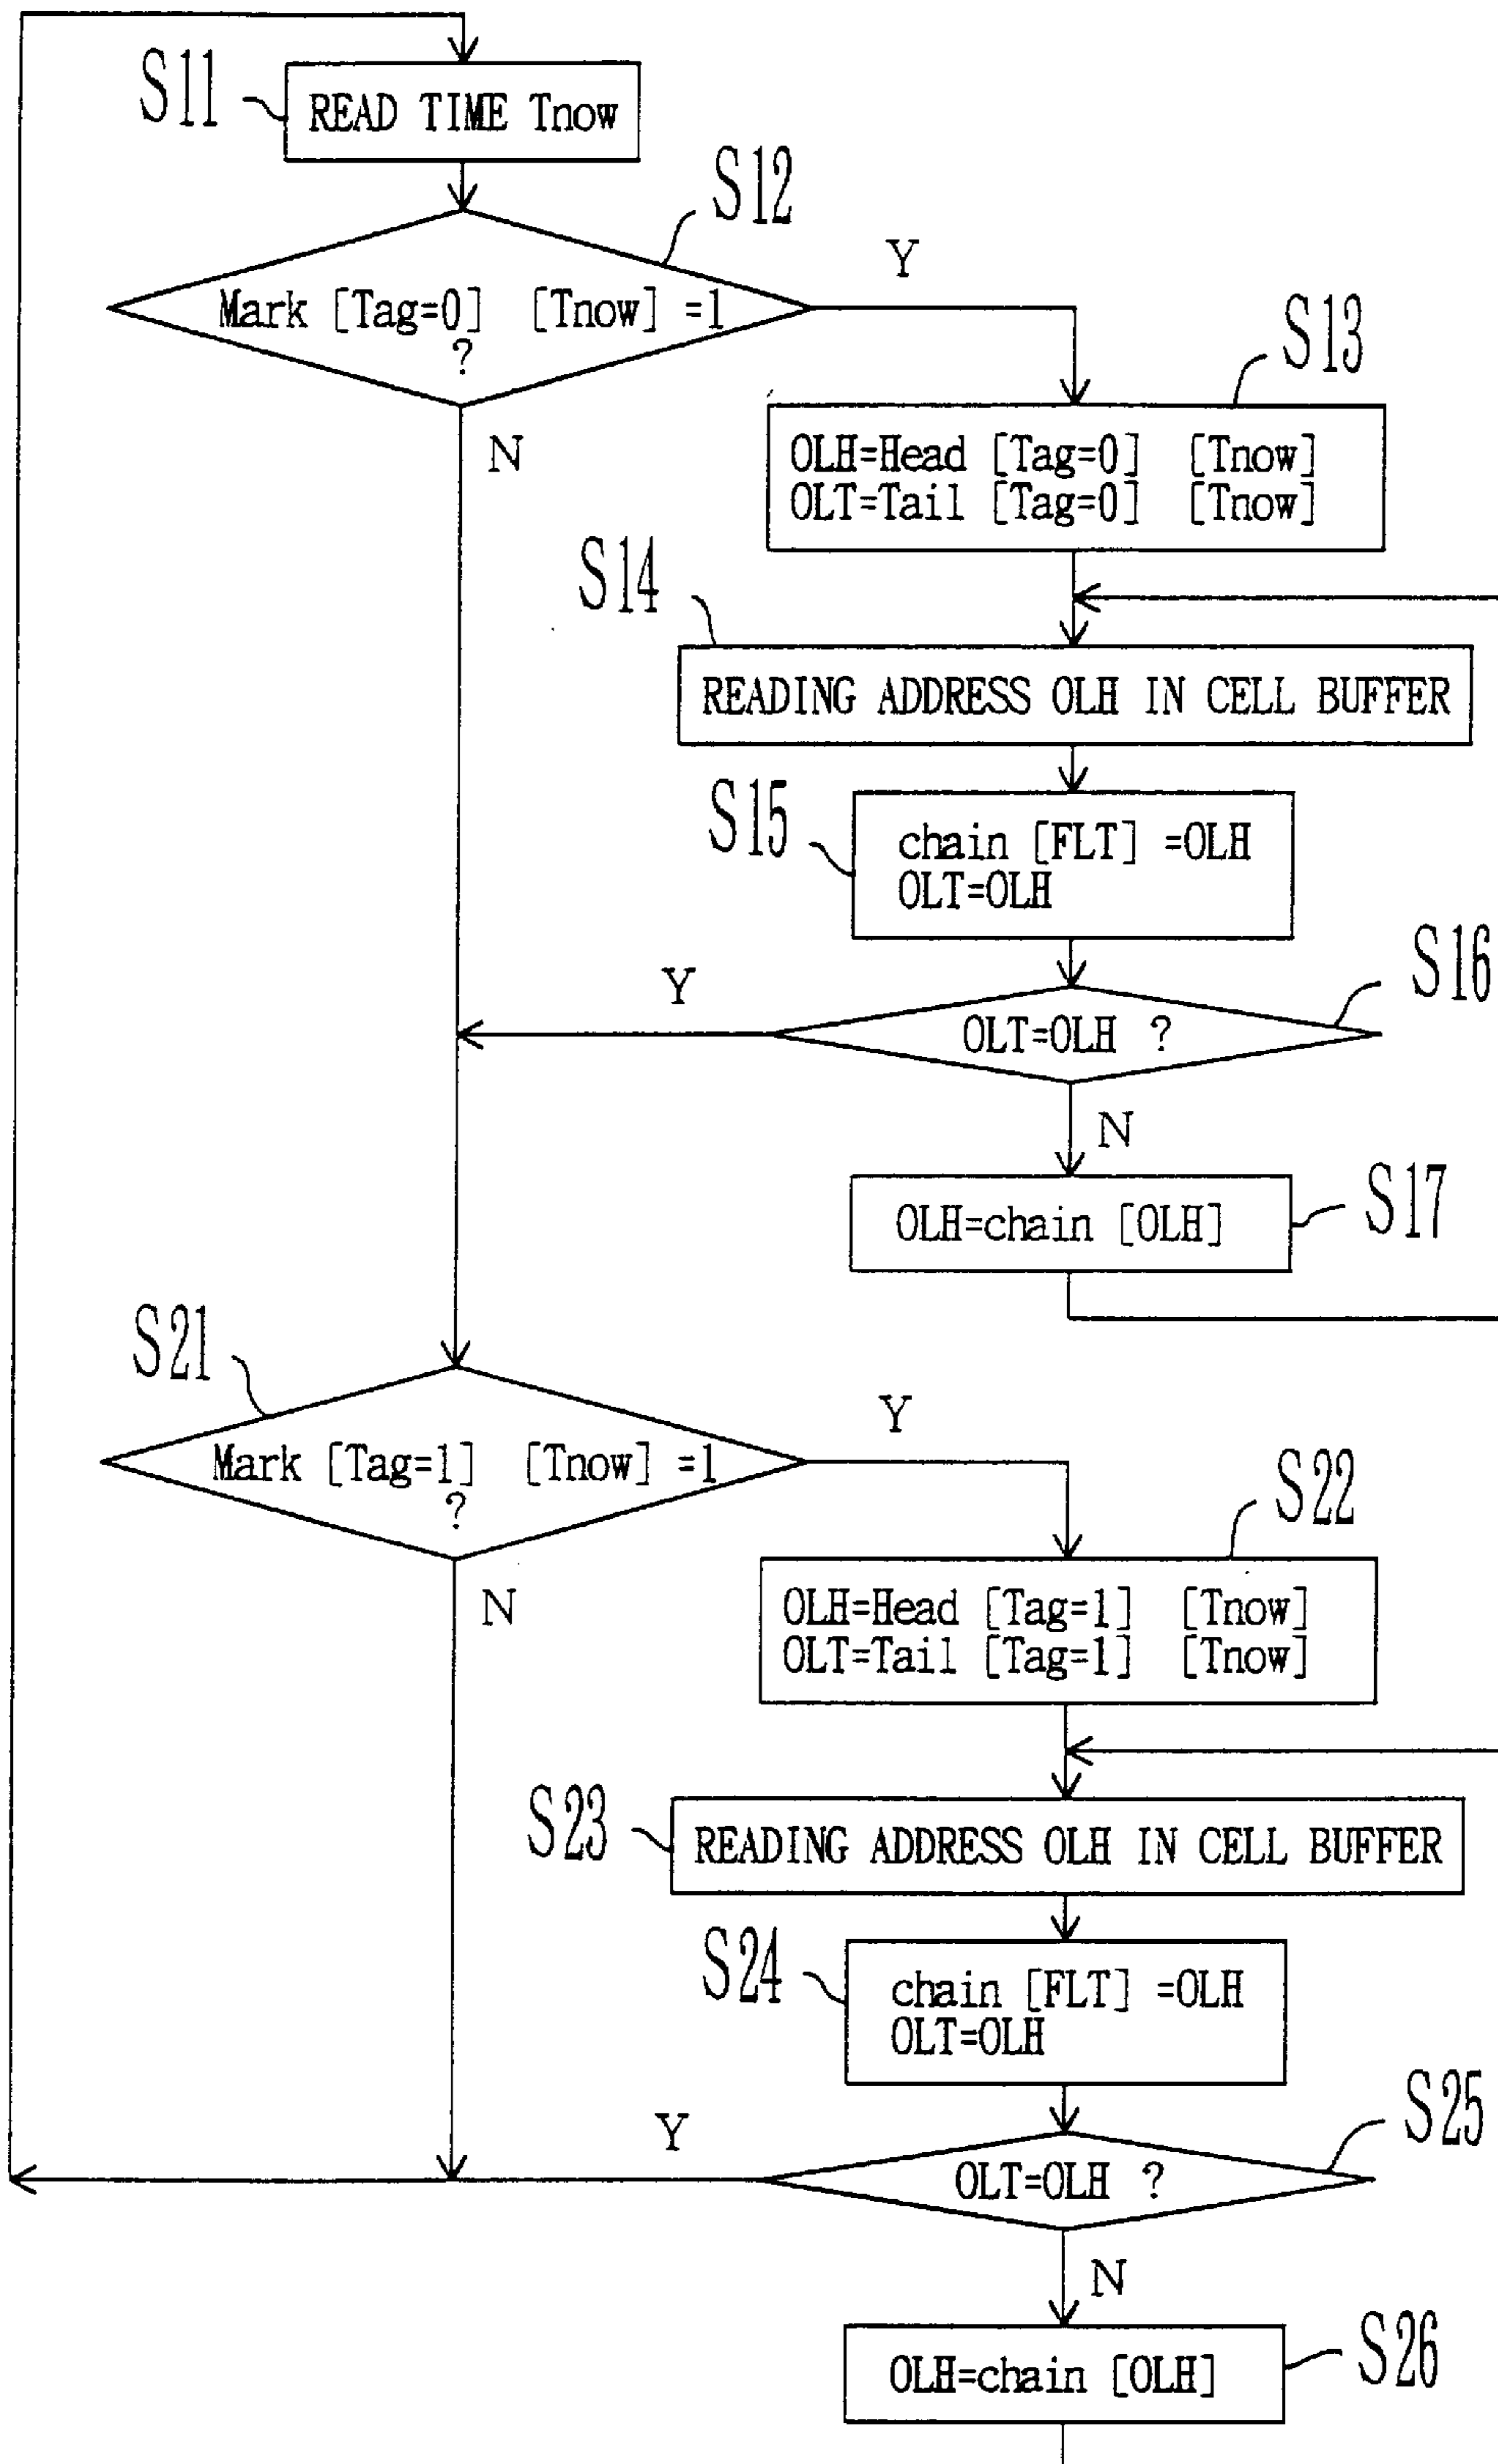 S11
READ TIME Tnow
S12
Mark [Tag=0] [Tnow] =1
?
Y
N
S13
OLH=Head [Tag=0] [Tnow]
OLT=Tail [Tag=0] [Tnow]
S14
READING ADDRESS OLH IN CELL BUFFER
S15
chain [FLT] =OLH
OLT=OLH
S16
Y
OLT=OLH ?
N
S17
OLH=chain [OLH]
S21
Mark [Tag=1] [Tnow] =1
?
Y
N
S22
OLH=Head [Tag=1] [Tnow]
OLT=Tail [Tag=1] [Tnow]
S23
READING ADDRESS OLH IN CELL BUFFER
S24
chain [FLT] =OLH
OLT=OLH
S25
Y
OLT=OLH ?
N
S26
OLH=chain [OLH]